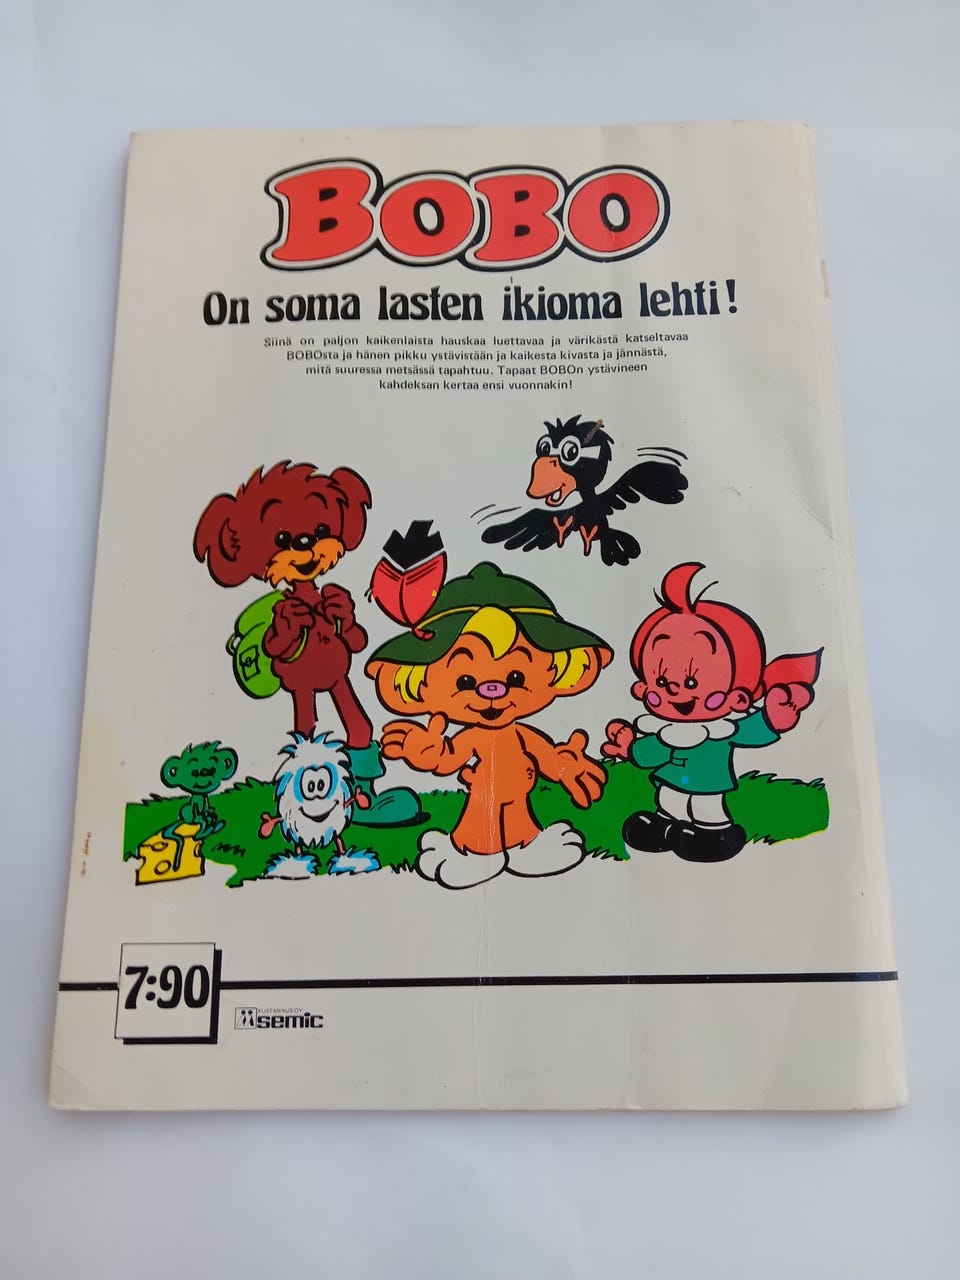 BOBO
On soma lasten ikioma lehti!
Siinä on paljon kaikenlaista hauskaa luettavaa ja värikästä katseltavaa
BOBOsta ja hänen pikku ystävistään ja kaikesta kivasta ja jännästä,
mitä suuressa metsässä tapahtuu. Tapaat BOBOn ystävineen
kahdeksan kertaa ensi vuonnakin!
7:90
KUSTANNUS OY
semic